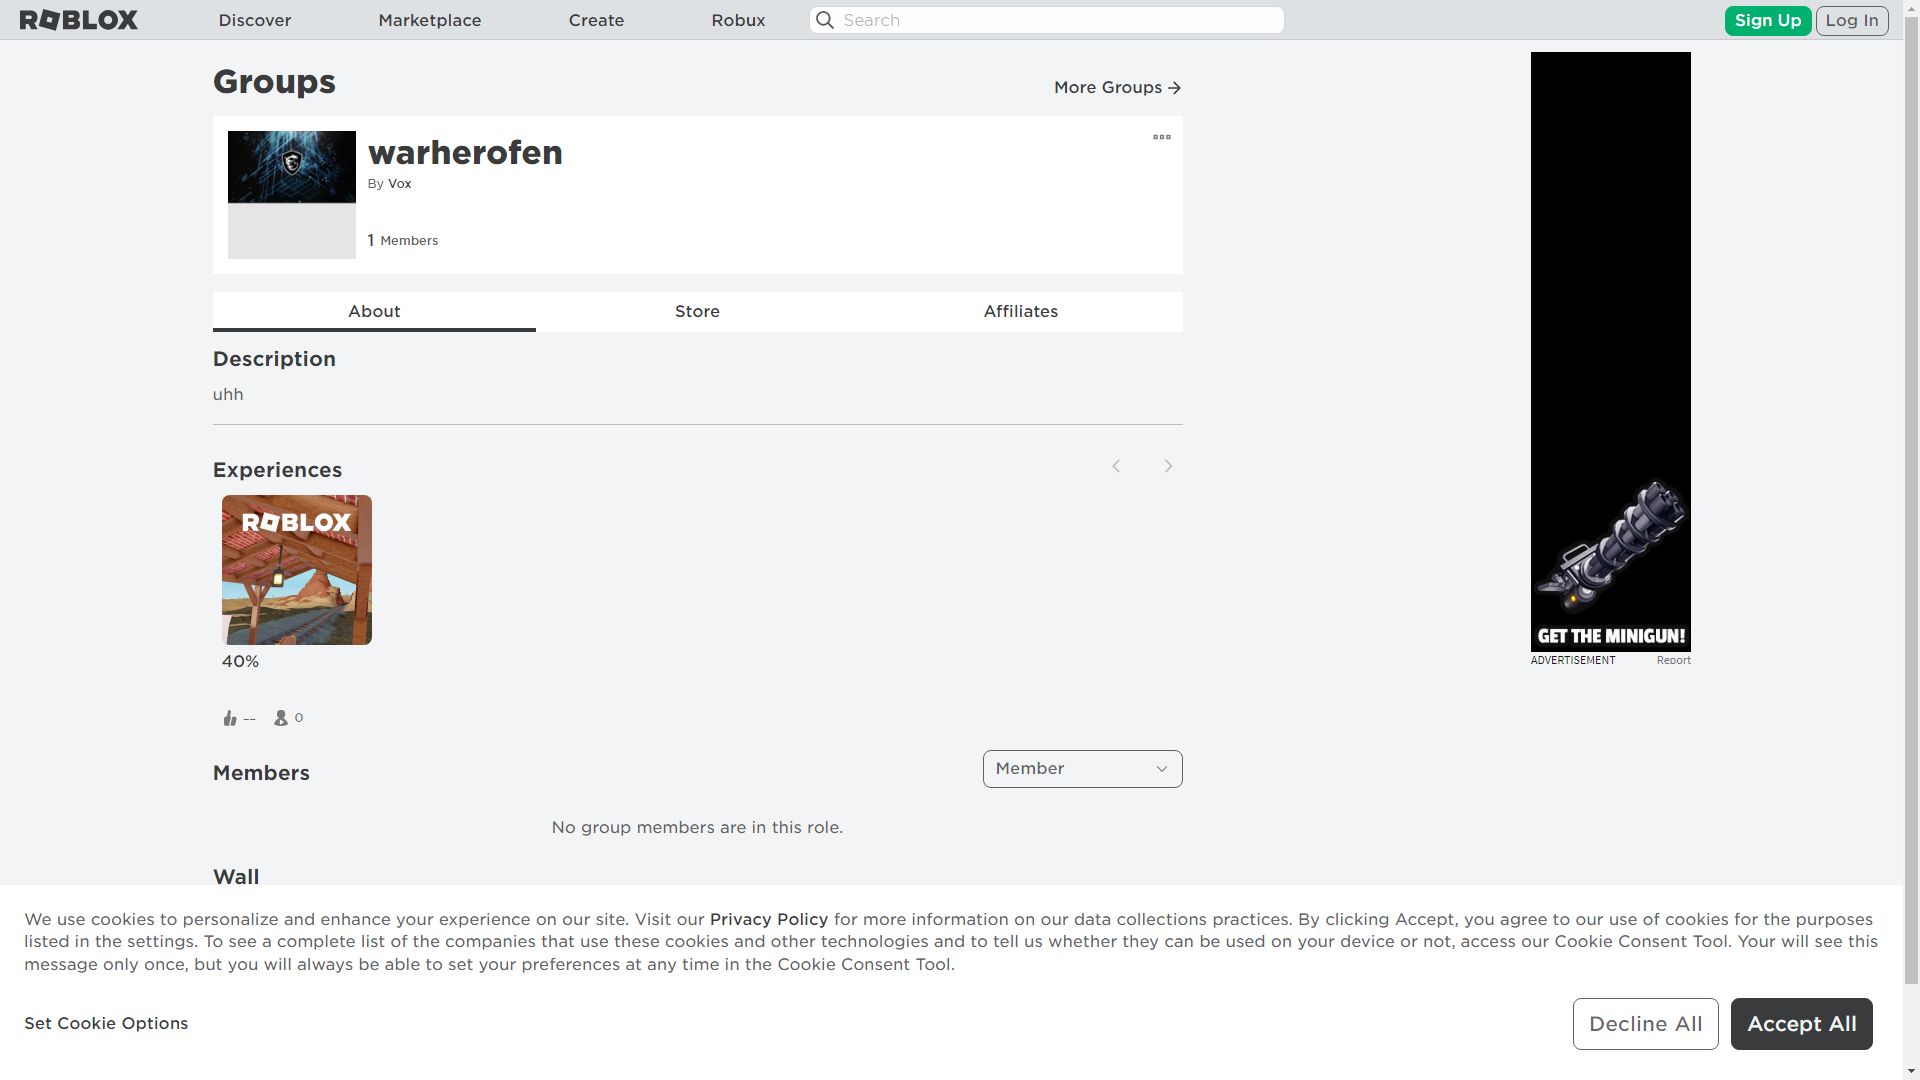 ROBLOX
Discover
Marketplace
Create
Robux
Search
Sign Up
Log In
Groups
More Groups
warherofen
By Vox
1 Members
About
Store
Affiliates
Description
uhh
Experiences
ROBLOX
40%
--
0
Members
Member
No group members are in this role.
Wall
GET THE MINIGUN!
ADVERTISEMENT
Report
We use cookies to personalize and enhance your experience on our site. Visit our Privacy Policy for more information on our data collections practices. By clicking Accept, you agree to our use of cookies for the purposes
listed in the settings. To see a complete list of the companies that use these cookies and other technologies and to tell us whether they can be used on your device or not, access our Cookie Consent Tool. Your will see this
message only once, but you will always be able to set your preferences at any time in the Cookie Consent Tool.
Set Cookie Options
Decline All
Accept All